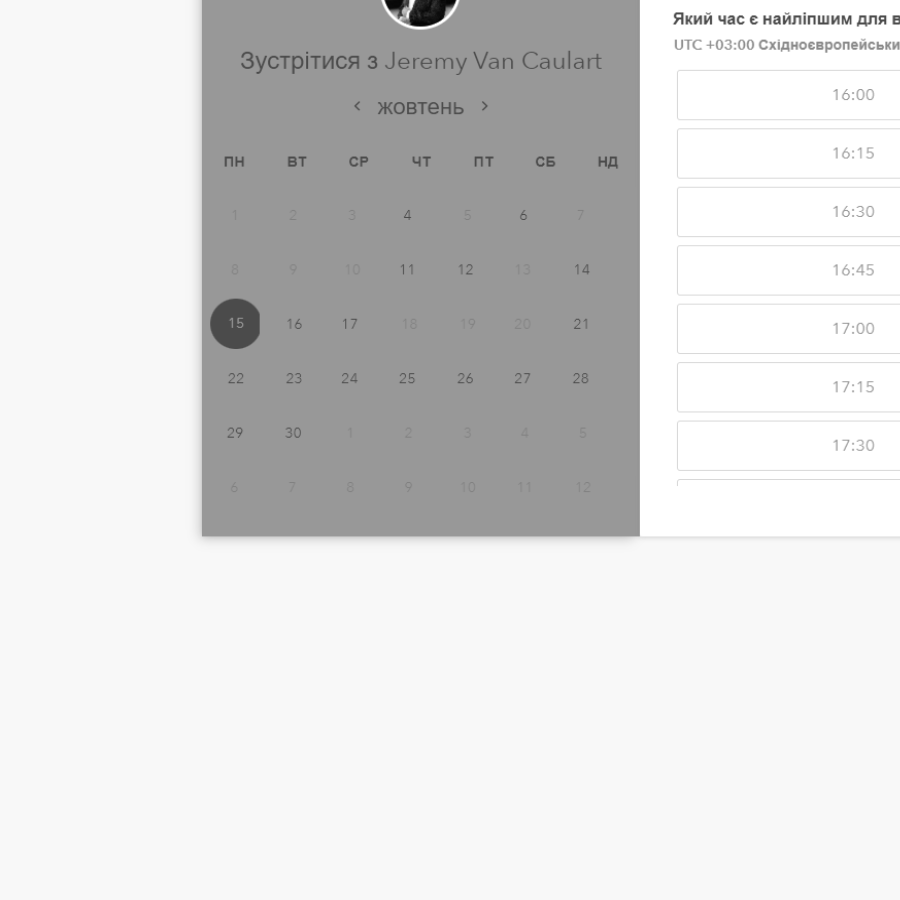 Зустрітися з Jeremy Van Caulart
‹ жовтень ›
ПН ВТ СР ЧТ ПТ СБ НД
1 2 3 4 5 6 7
8 9 10 11 12 13 14
15 16 17 18 19 20 21
22 23 24 25 26 27 28
29 30 1 2 3 4 5
6 7 8 9 10 11 12
Який час є найліпшим для
UTC +03:00
16:00
16:15
16:30
16:45
17:00
17:15
17:30